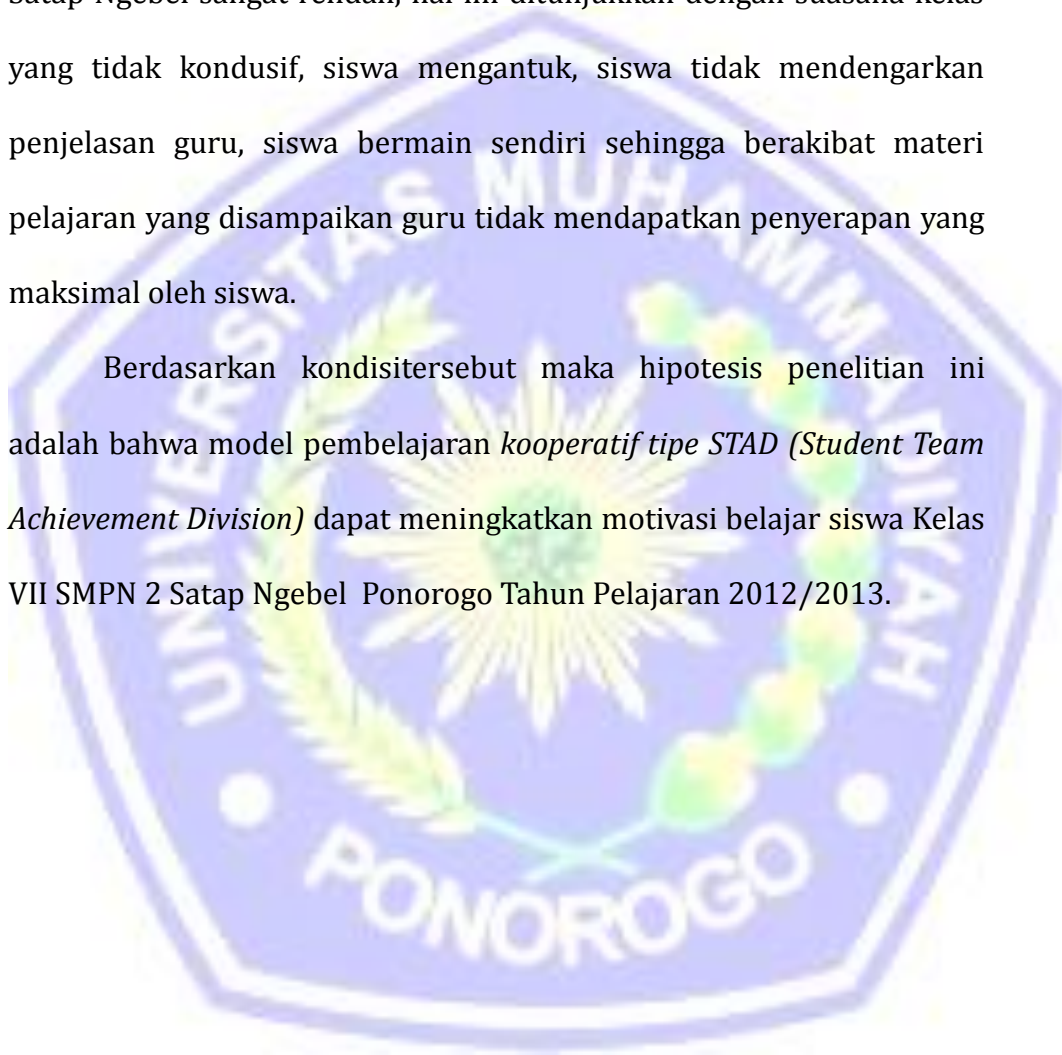 Satap Ngebel sangat rendah, hal ini ditunjukkan dengan suasana kelas
yang tidak kondusif, siswa mengantuk, siswa tidak mendengarkan
penjelasan guru, siswa bermain sendiri sehingga berakibat materi
pelajaran yang disampaikan guru tidak mendapatkan penyerapan yang
maksimal oleh siswa.
Berdasarkan kondisitersebut maka hipotesis penelitian ini
adalah bahwa model pembelajaran kooperatif tipe STAD (Student Team
Achievement Division) dapat meningkatkan motivasi belajar siswa Kelas
VII SMPN 2 Satap Ngebel Ponorogo Tahun Pelajaran 2012/2013.
UNIVERSITAS MUHAMMADIYAH
PONOROGO